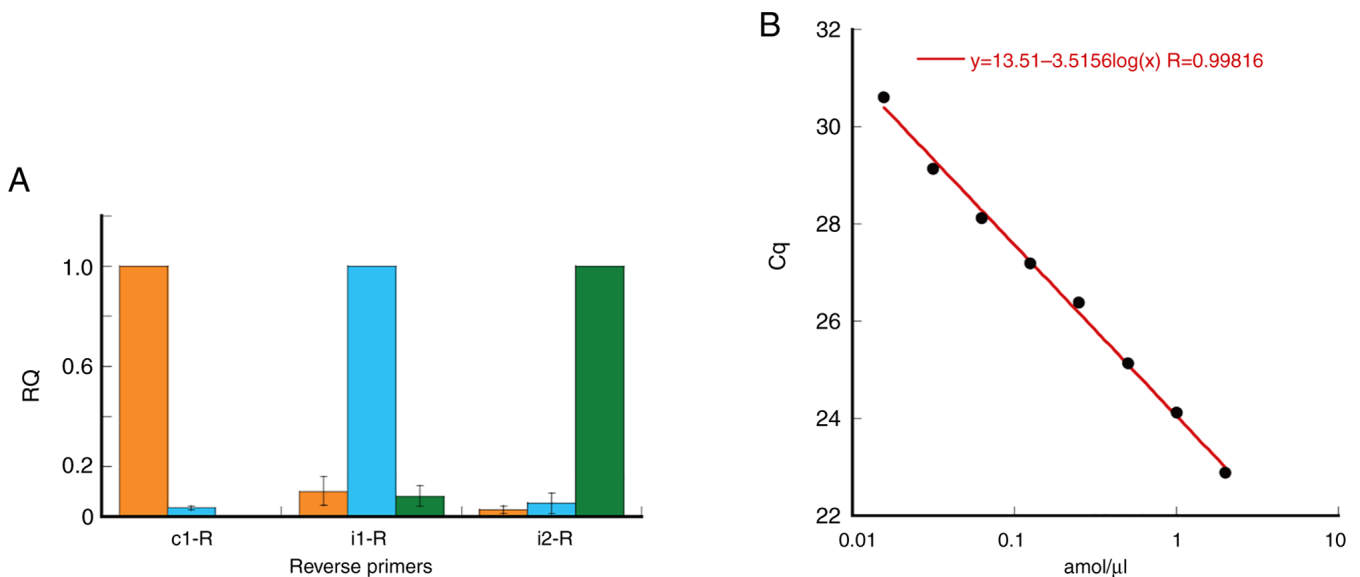 A
RQ
1.0
0.6
0.2
0
c1-R i1-R i2-R
Reverse primers
B
Cq
32
30
28
26
24
22
y=13.51–3.5156log(x) R=0.99816
0.01 0.1 1 10
amol/μl